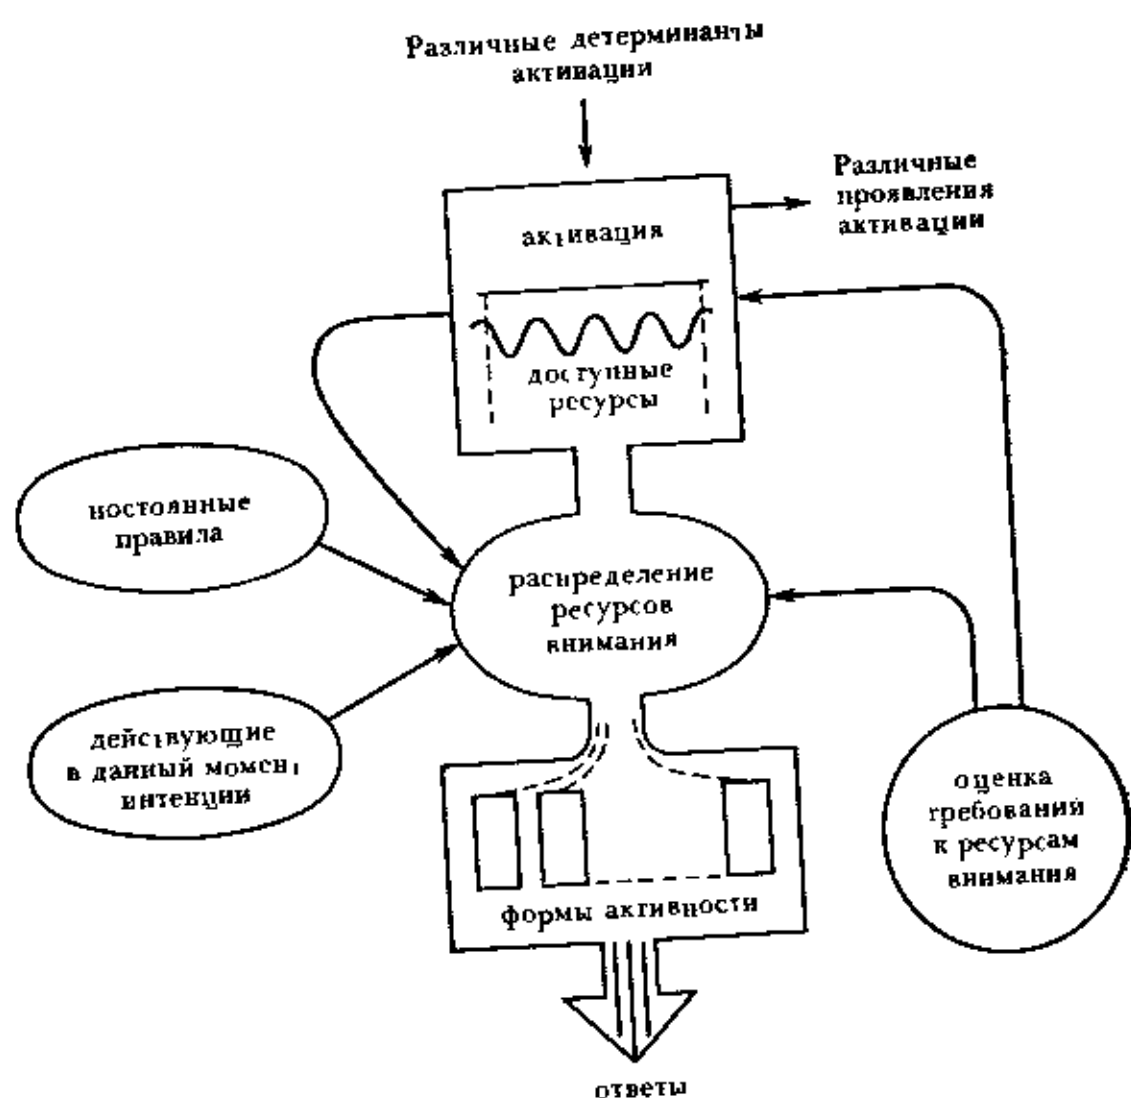 Различные детерминанты
активации
Различные
проявления
активации
активация
доступные
ресурсы
постоянные
правила
распределение
ресурсов
внимания
действующие
в данный момент
интенции
оценка
требований
к ресурсам
внимания
формы активности
ответы